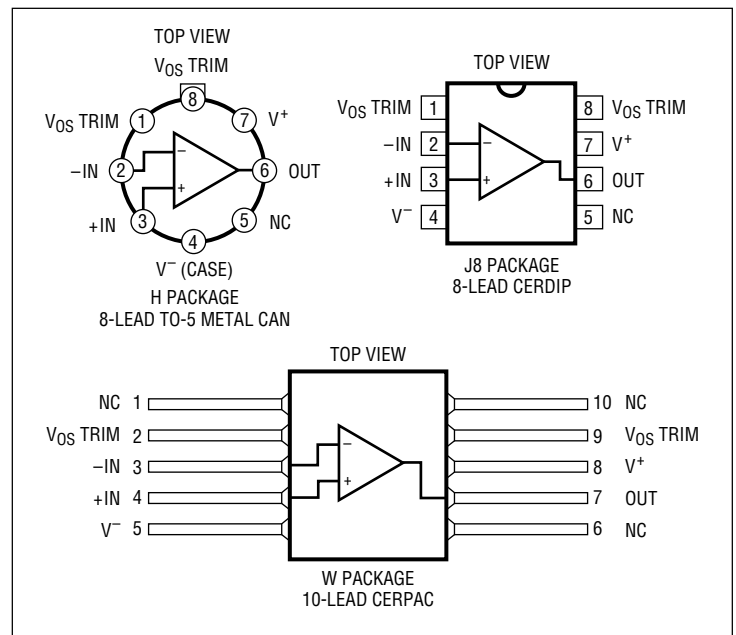 TOP VIEW
VOS TRIM
8
VOS TRIM 1
7 V+
−IN 2
−
6 OUT
+
+IN 3
5 NC
4
V− (CASE)
H PACKAGE
8-LEAD TO-5 METAL CAN
TOP VIEW
VOS TRIM 1
8 VOS TRIM
−IN 2
−
7 V+
+IN 3
+
6 OUT
V− 4
5 NC
J8 PACKAGE
8-LEAD CERDIP
TOP VIEW
NC 1
10 NC
VOS TRIM 2
9 VOS TRIM
−IN 3
−
8 V+
+IN 4
+
7 OUT
V− 5
6 NC
W PACKAGE
10-LEAD CERPAC